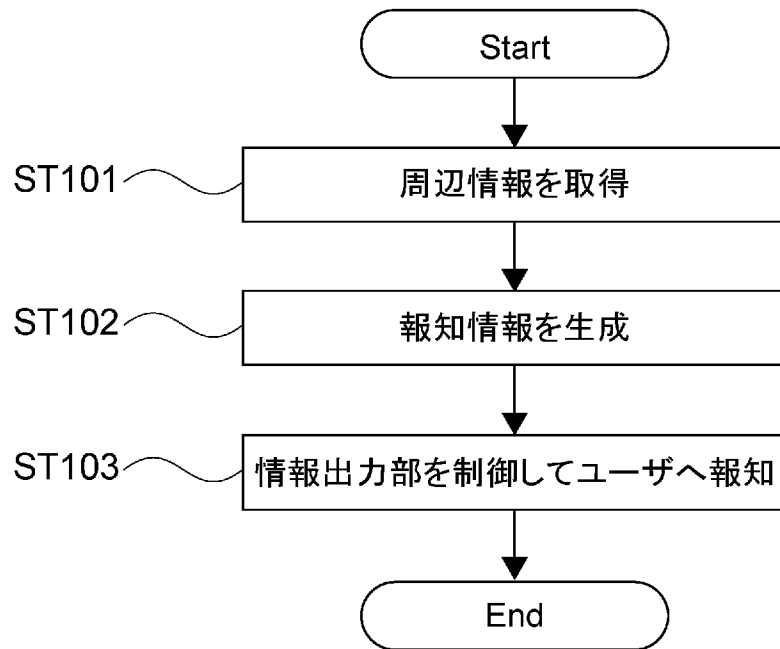 Start
ST101
周辺情報を取得
ST102
報知情報を生成
ST103
情報出力部を制御してユーザへ報知
End